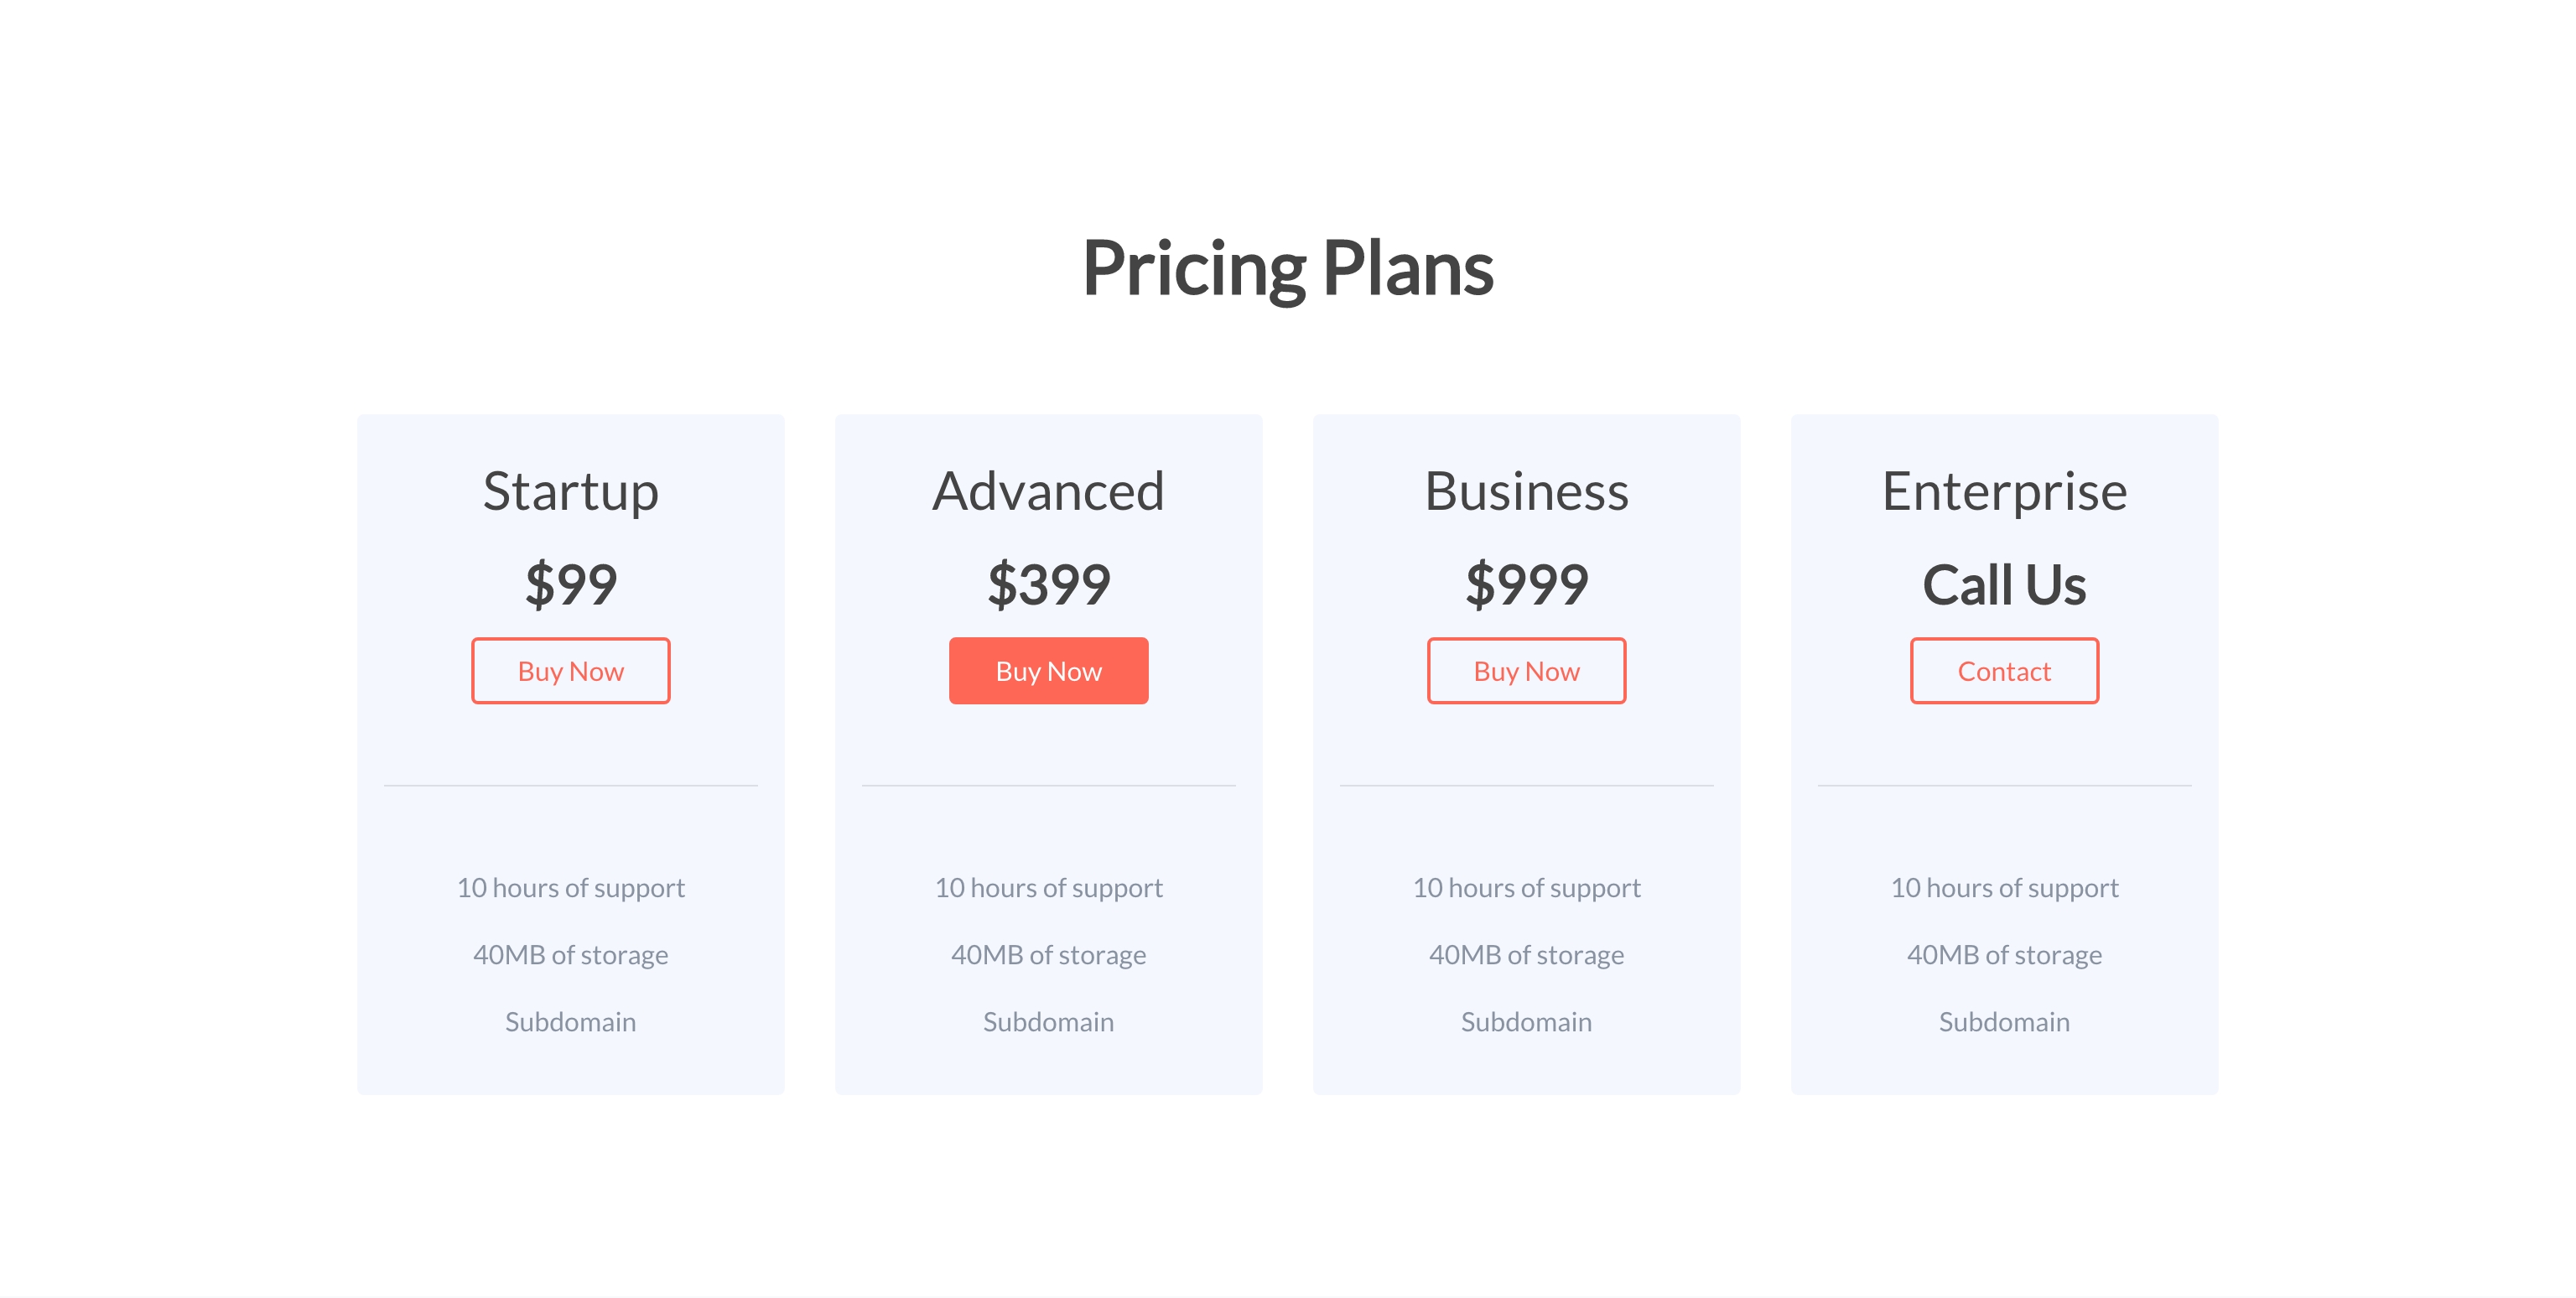 Pricing Plans
Startup
$99
Buy Now
10 hours of support
40MB of storage
Subdomain
Advanced
$399
Buy Now
10 hours of support
40MB of storage
Subdomain
Business
$999
Buy Now
10 hours of support
40MB of storage
Subdomain
Enterprise
Call Us
Contact
10 hours of support
40MB of storage
Subdomain